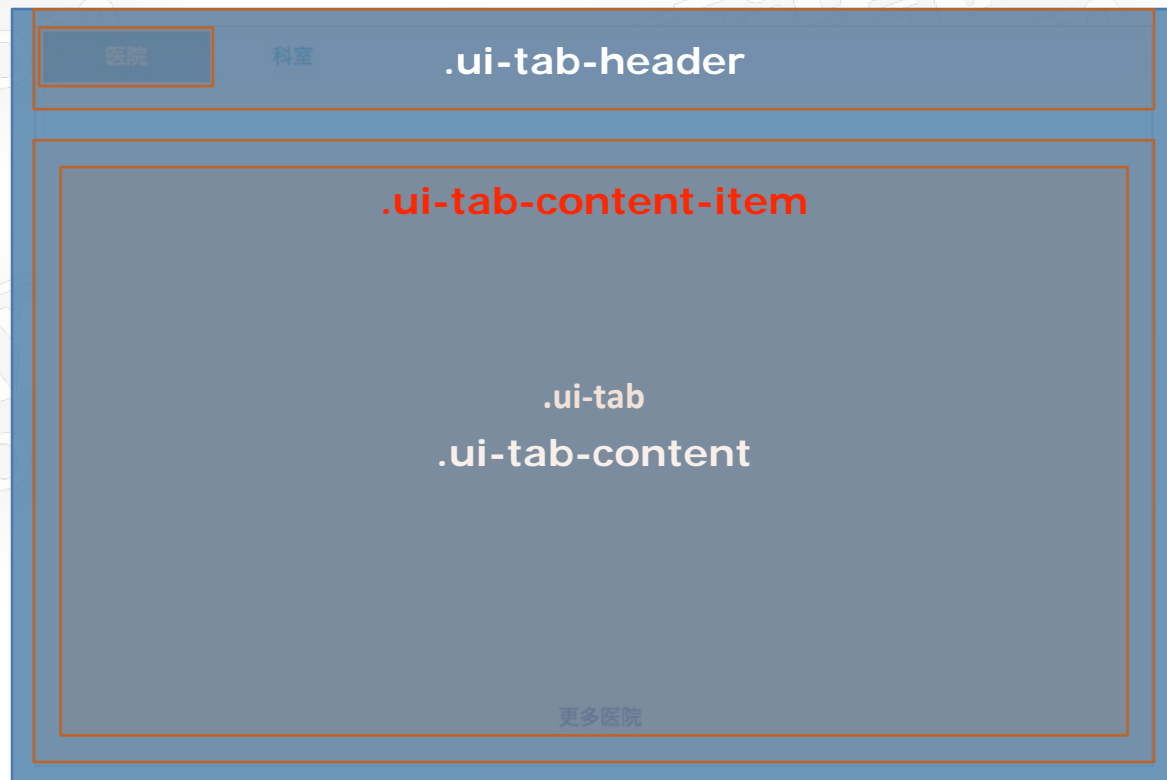 医院 科室 .ui-tab-header
.ui-tab-content-item
.ui-tab
.ui-tab-content
更多医院